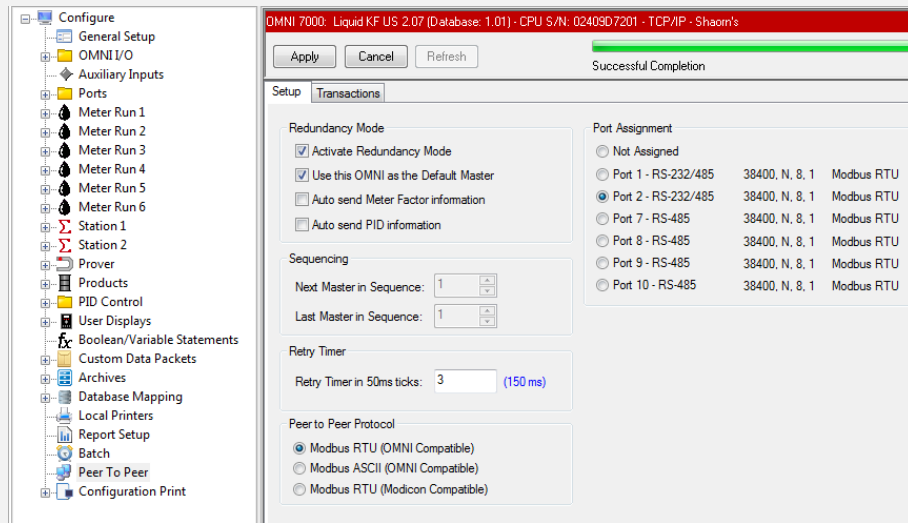 Configure
General Setup
OMNI I/O
Auxiliary Inputs
Ports
Meter Run 1
Meter Run 2
Meter Run 3
Meter Run 4
Meter Run 5
Meter Run 6
Station 1
Station 2
Prover
Products
PID Control
User Displays
Boolean/Variable Statements
Custom Data Packets
Archives
Database Mapping
Local Printers
Report Setup
Batch
Peer To Peer
Configuration Print
OMNI 7000: Liquid KF US 2.07 (Database: 1.01) - CPU S/N: 02409D7201 - TCP/IP - Shaorn's
Apply Cancel Refresh
Successful Completion
Setup Transactions
Redundancy Mode
Activate Redundancy Mode
Use this OMNI as the Default Master
Auto send Meter Factor information
Auto send PID information
Sequencing
Next Master in Sequence: 1
Last Master in Sequence: 1
Retry Timer
Retry Timer in 50ms ticks: 3 (150 ms)
Peer to Peer Protocol
Modbus RTU (OMNI Compatible)
Modbus ASCII (OMNI Compatible)
Modbus RTU (Modicon Compatible)
Port Assignment
Not Assigned
Port 1 - RS-232/485 38400, N, 8, 1 Modbus RTU
Port 2 - RS-232/485 38400, N, 8, 1 Modbus RTU
Port 7 - RS-485 38400, N, 8, 1 Modbus RTU
Port 8 - RS-485 38400, N, 8, 1 Modbus RTU
Port 9 - RS-485 38400, N, 8, 1 Modbus RTU
Port 10 - RS-485 38400, N, 8, 1 Modbus RTU